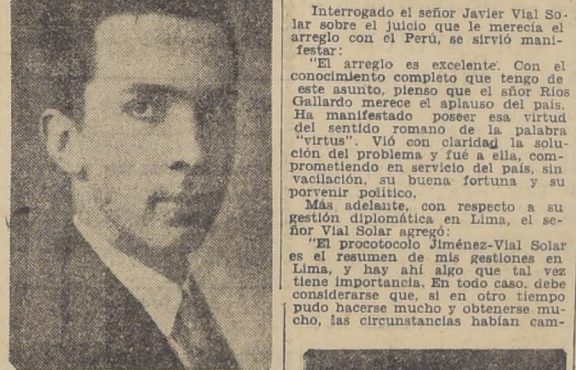 Interrogado el señor Javier Vial So-
lar sobre el juicio que le merecía el
arreglo con el Perú, se sirvió mani-
festar:
"El arreglo es excelente. Con el
conocimiento completo que tengo de
este asunto, pienso que el sñor Ríos
Gallardo merece el aplauso del país.
Ha manifestado poseer esa virtud
del sentido romano de la palabra
"virtus". Vió con claridad la solu-
ción del problema y fué a ella, com-
prometiendo en servicio del país, sin
vacilación, su buena fortuna y su
porvenir político.
Más adelante, con respecto a su
gestión diplomática en Lima, el se-
ñor Vial Solar agregó:
"El procotocolo Jiménez-Vial Solar
es el resumen de mis gestiones en
Lima, y hay ahí algo que tal vez
tiene importancia. En todo caso, debe
considerarse que, si en otro tiempo
pudo hacerse mucho y obtenerse mu-
cho, las circunstancias habían cam-